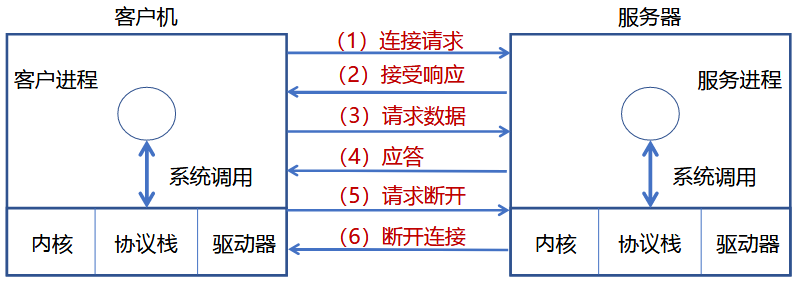 客户机
服务器
(1)连接请求
客户进程
(2)接受响应
服务进程
(3)请求数据
(4)应答
系统调用
系统调用
(5)请求断开
内核 协议栈 驱动器
(6)断开连接
内核 协议栈 驱动器